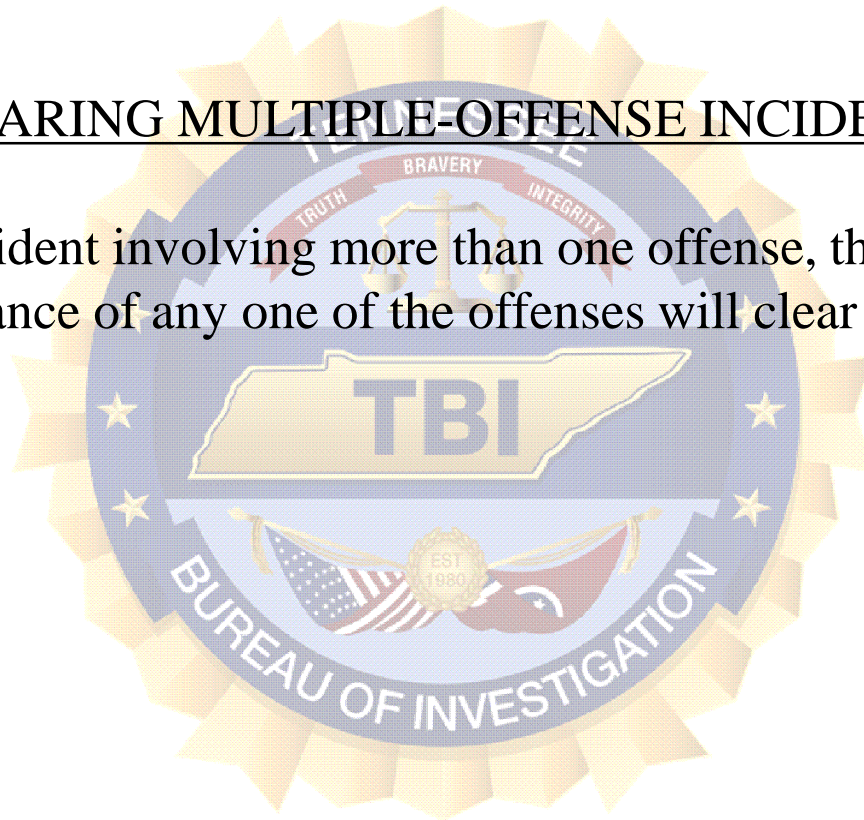 ARING MULTIPLE-OFFENSE INCIDE
ident involving more than one offense, th
ance of any one of the offenses will clear
TENNESSEE
TRUTH BRAVERY INTEGRITY
TBI
EST
1980
BUREAU OF INVESTIGATION